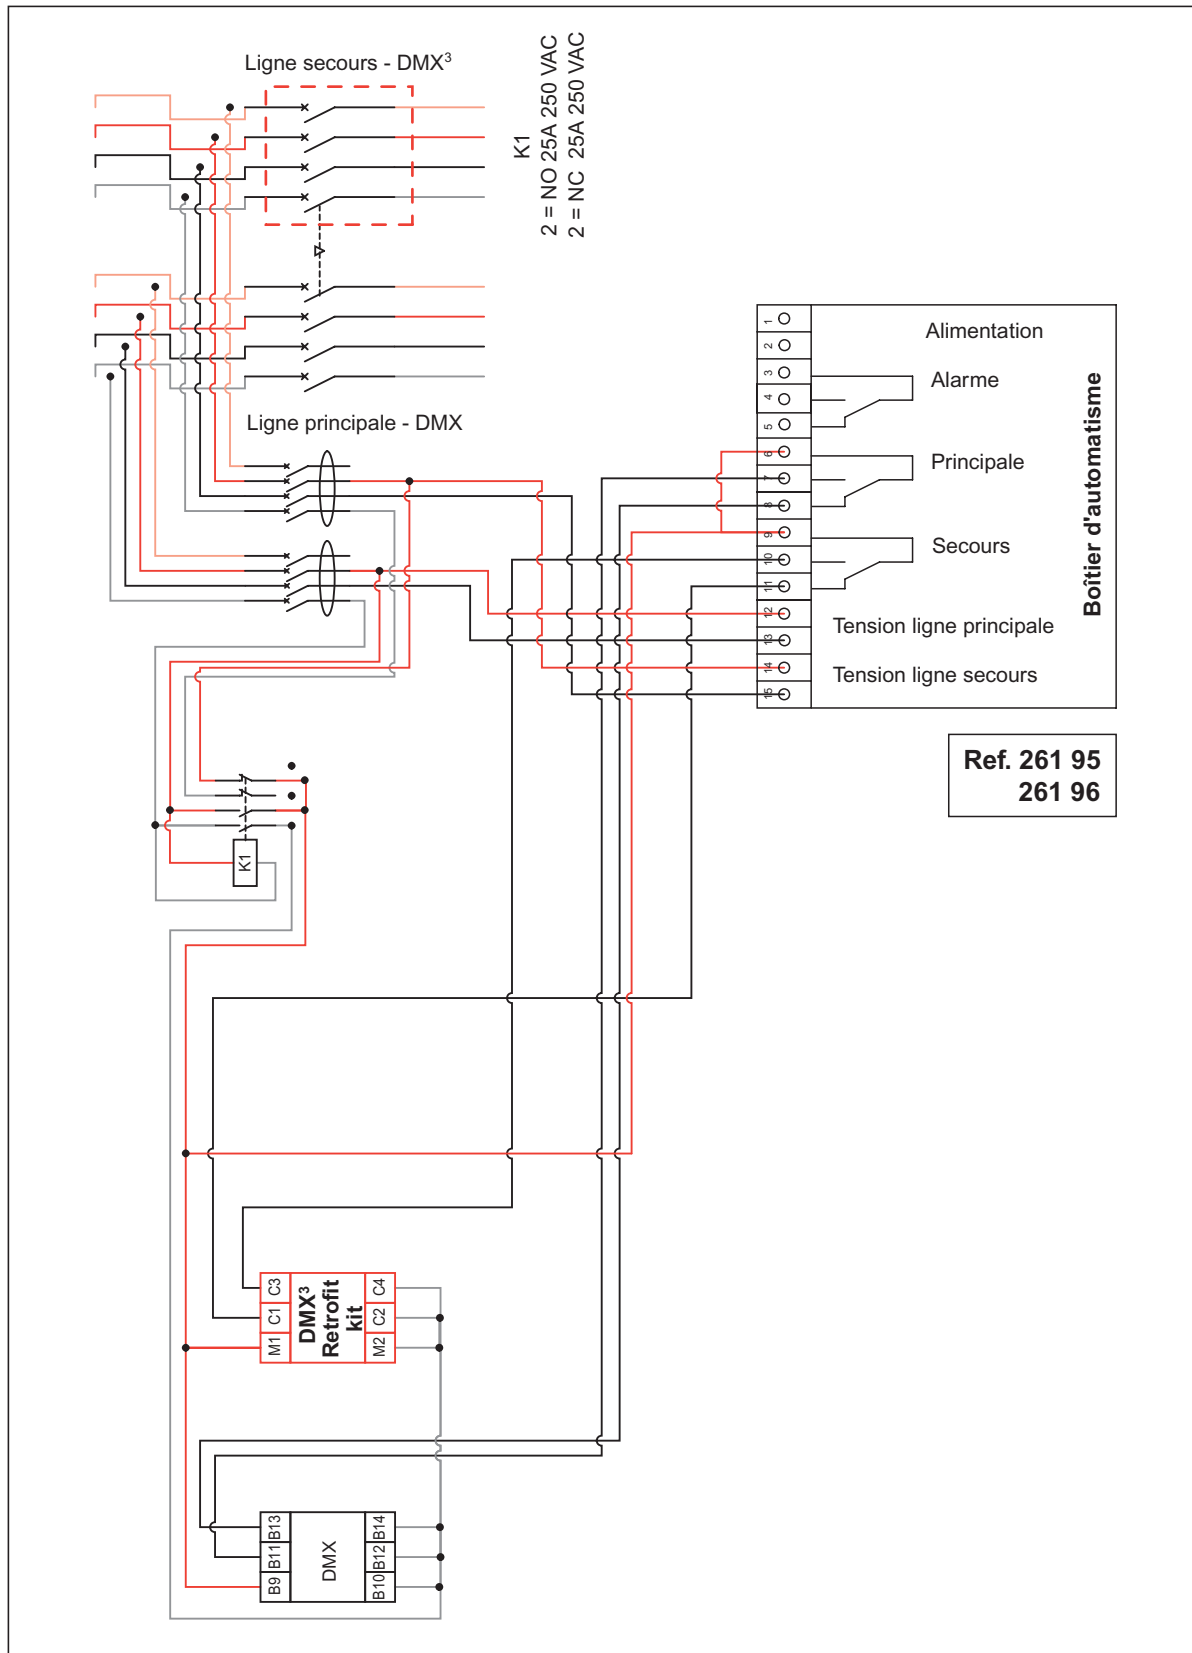 Ligne secours - DMX³
K1
2 = NO 25A 250 VAC
2 = NC 25A 250 VAC
Ligne principale - DMX
1
2
3
4
5
6
7
8
9
10
11
12
13
14
15
Alimentation
Alarme
Principale
Secours
Tension ligne principale
Tension ligne secours
Boîtier d'automatisme
Ref. 261 95
261 96
K1
C3
C1
M1
DMX³
Retrofit
kit
C4
C2
M2
B13
B11
B9
DMX
B14
B12
B10